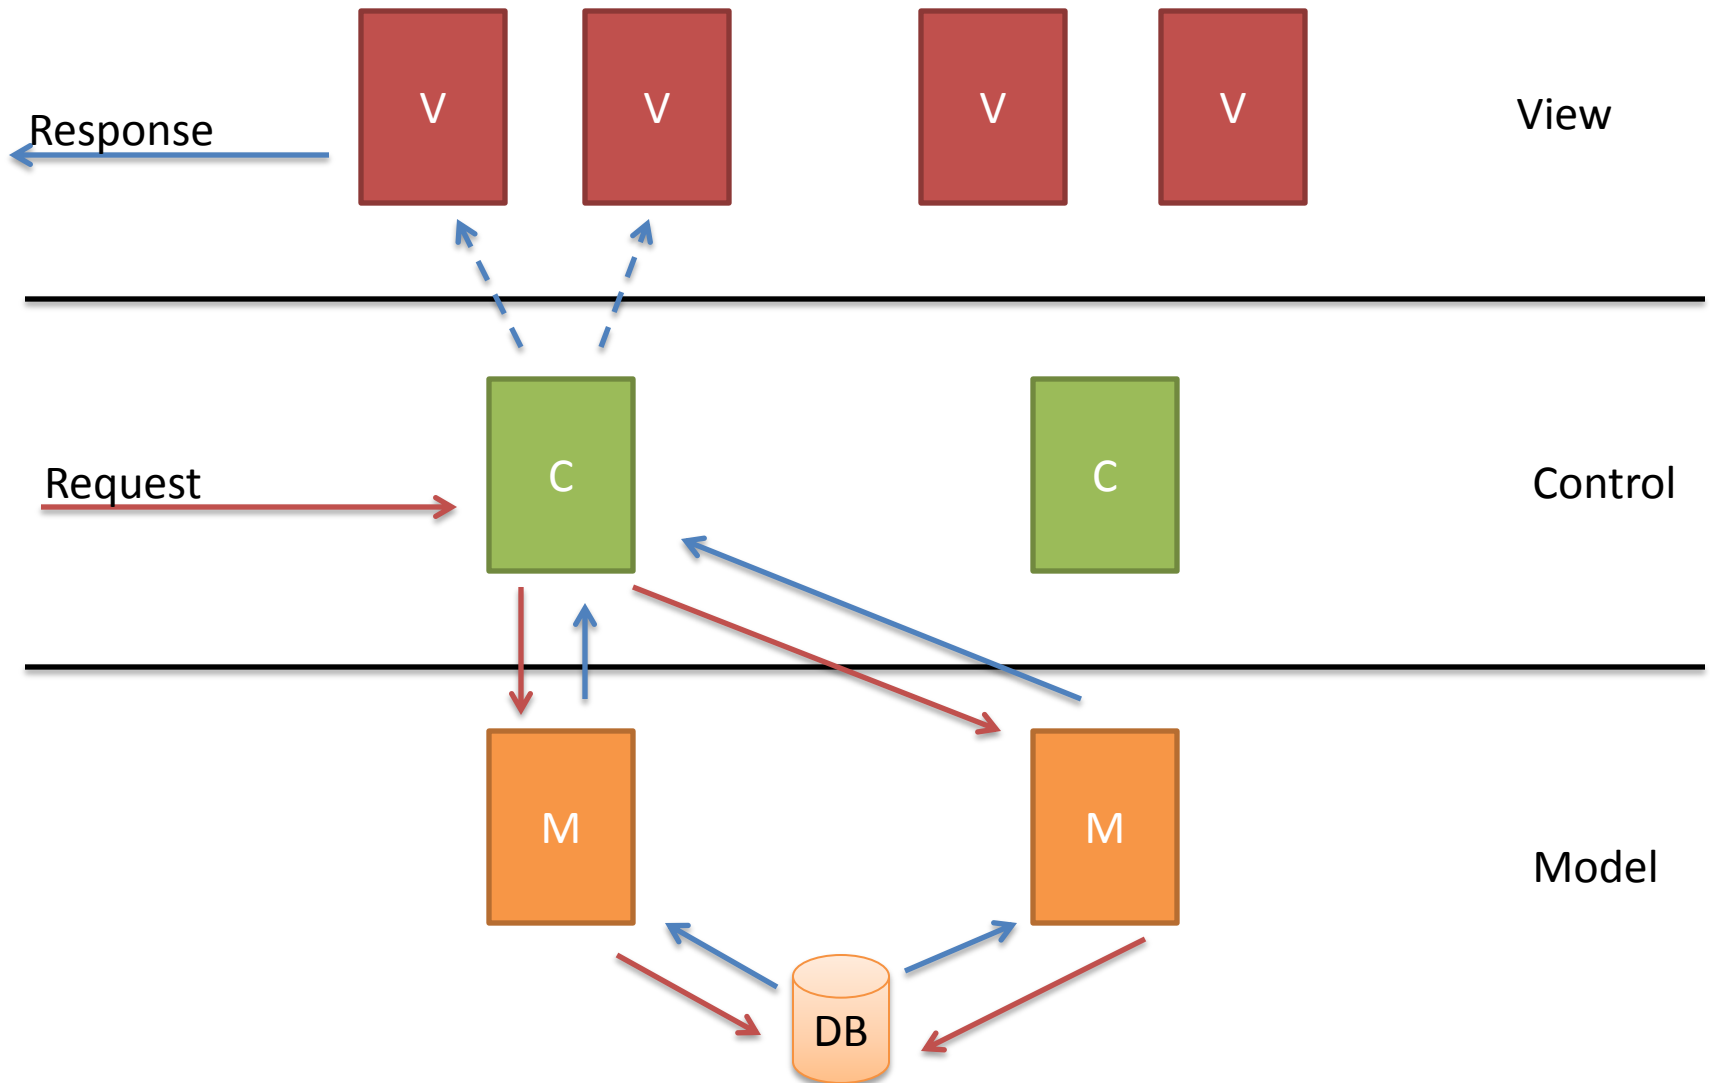 V
V
V
V
View
Response
C
C
Control
Request
M
M
Model
DB